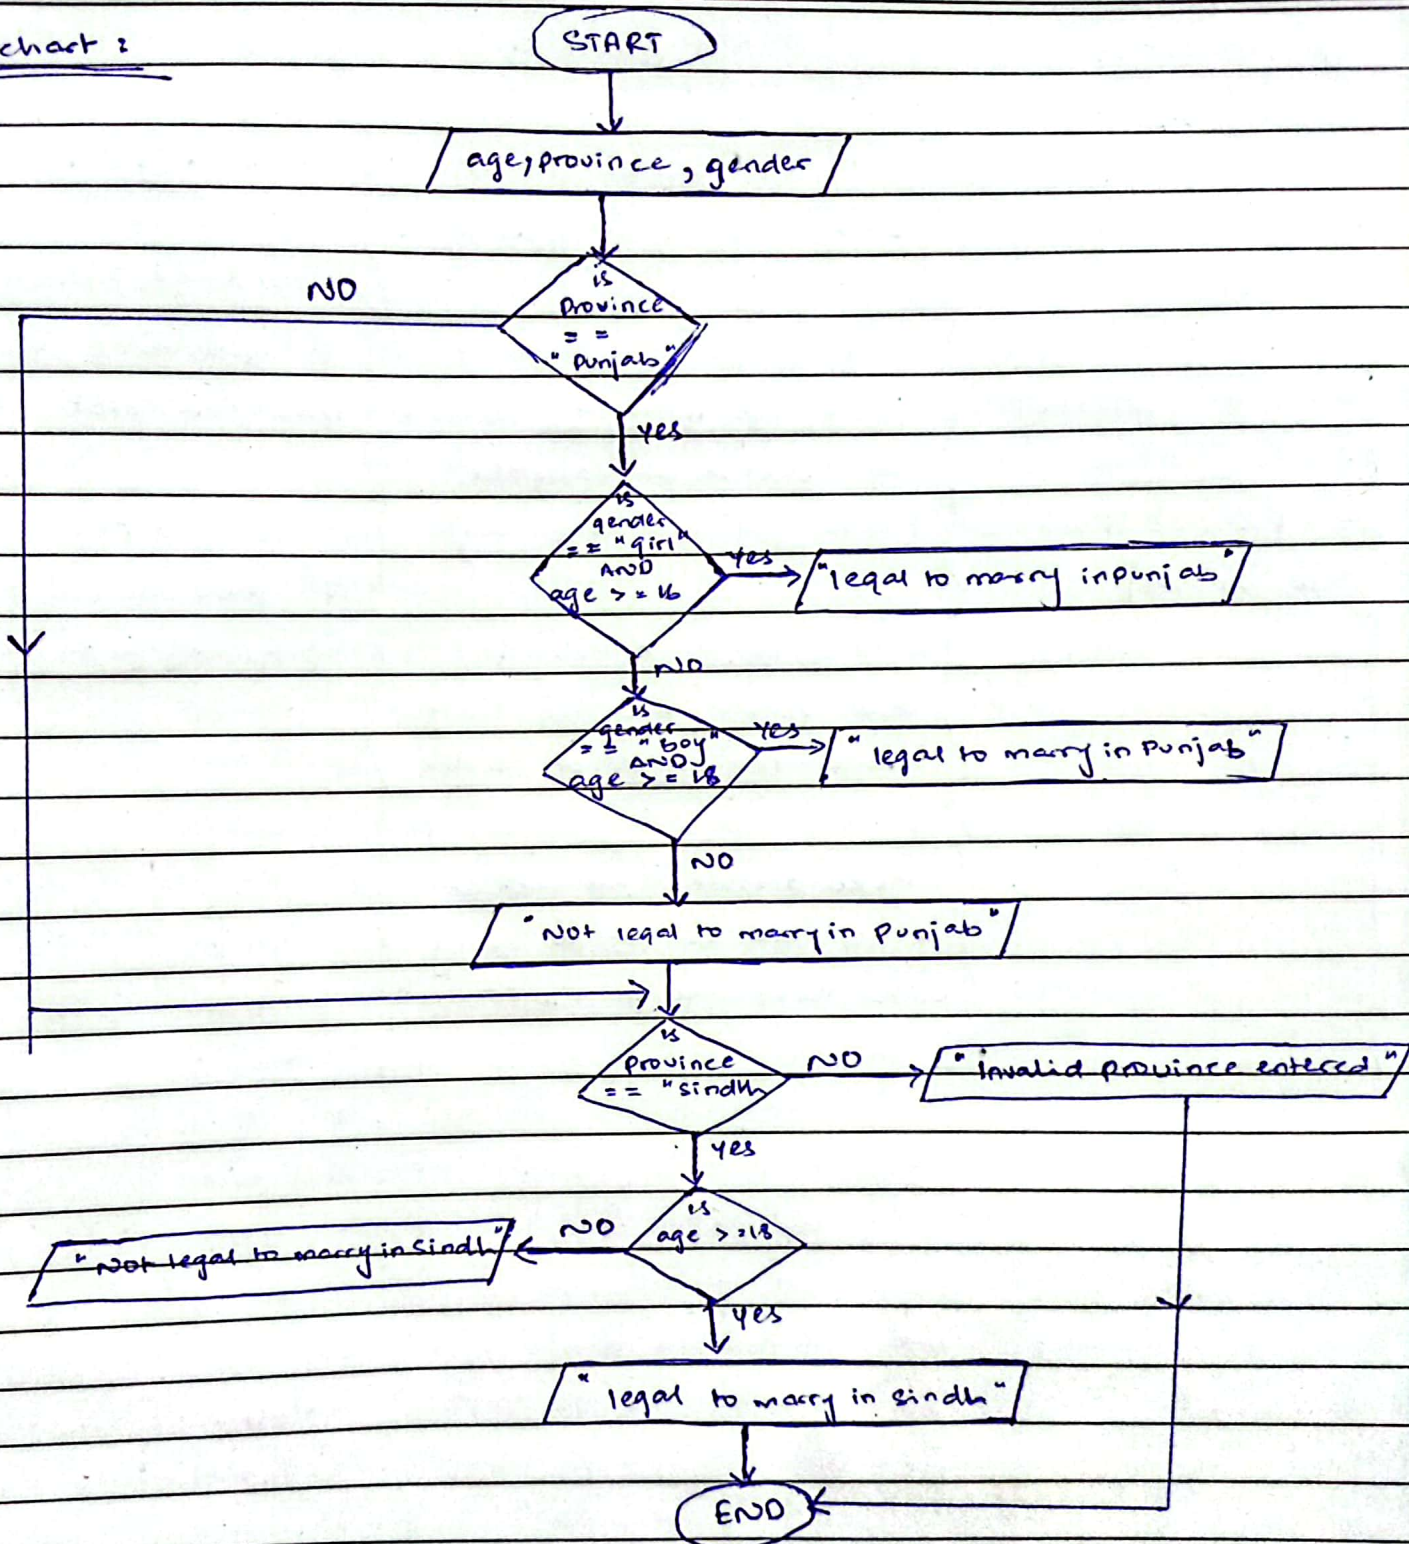 chart :
START
age, province, gender
is
Province
= =
"Punjab"
NO
yes
is
gender
= = "girl"
AND
age > = 16
yes
"legal to marry in Punjab"
NO
is
gender
= = "boy"
AND
age > = 18
yes
"legal to marry in Punjab"
NO
"Not legal to marry in Punjab"
is
Province
= = "sindh
NO
"invalid province entered"
yes
is
age > =18
NO
"Not legal to marry in Sindh"
yes
"legal to marry in Sindh"
END